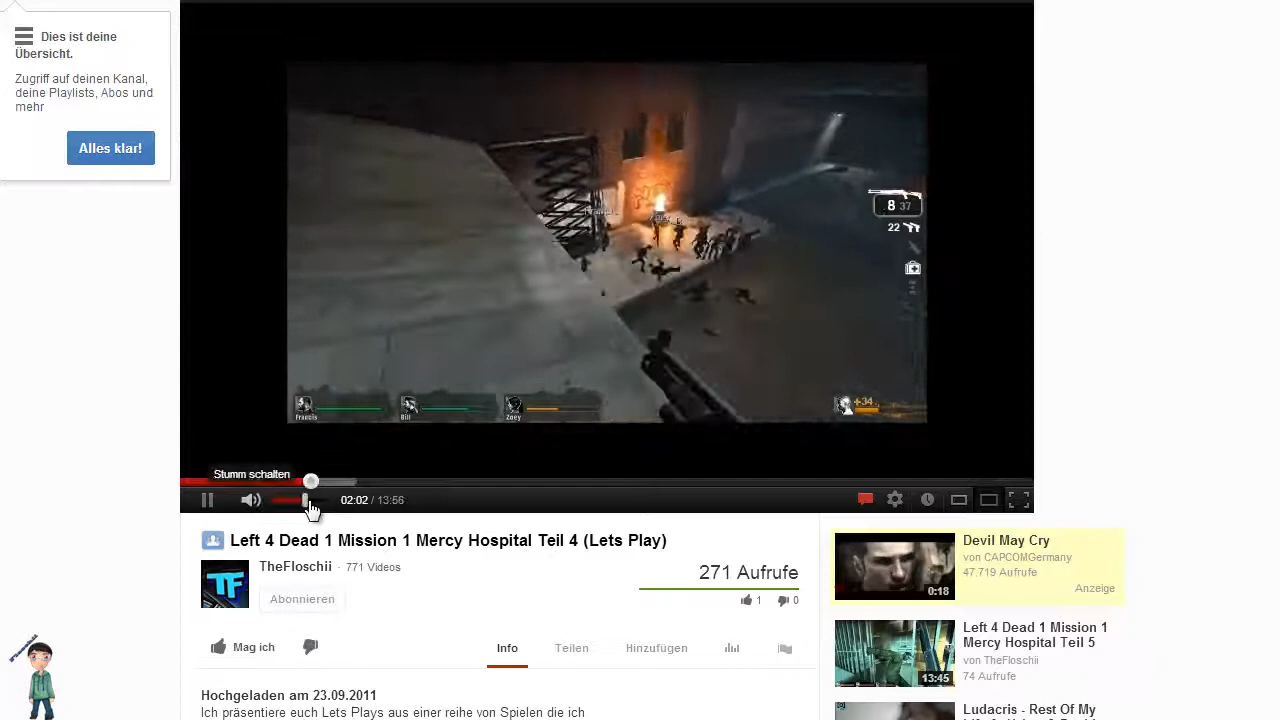 Dies ist deine
Übersicht.
Zugriff auf deinen Kanal,
deine Playlists, Abos und
mehr
Alles klar!
8 37
22
Francis
Bill
Zoey
+34
Stumm schalten
02:02 / 13:56
Left 4 Dead 1 Mission 1 Mercy Hospital Teil 4 (Lets Play)
TF
TheFloschii · 771 Videos
Abonnieren
271 Aufrufe
1 0
Mag ich
Info Teilen Hinzufügen
Hochgeladen am 23.09.2011
Ich präsentiere euch Lets Plays aus einer reihe von Spielen die ich
Devil May Cry
von CAPCOMGermany
47.719 Aufrufe
Anzeige
0:18
Left 4 Dead 1 Mission 1
Mercy Hospital Teil 5
von TheFloschii
74 Aufrufe
13:45
Ludacris - Rest Of My